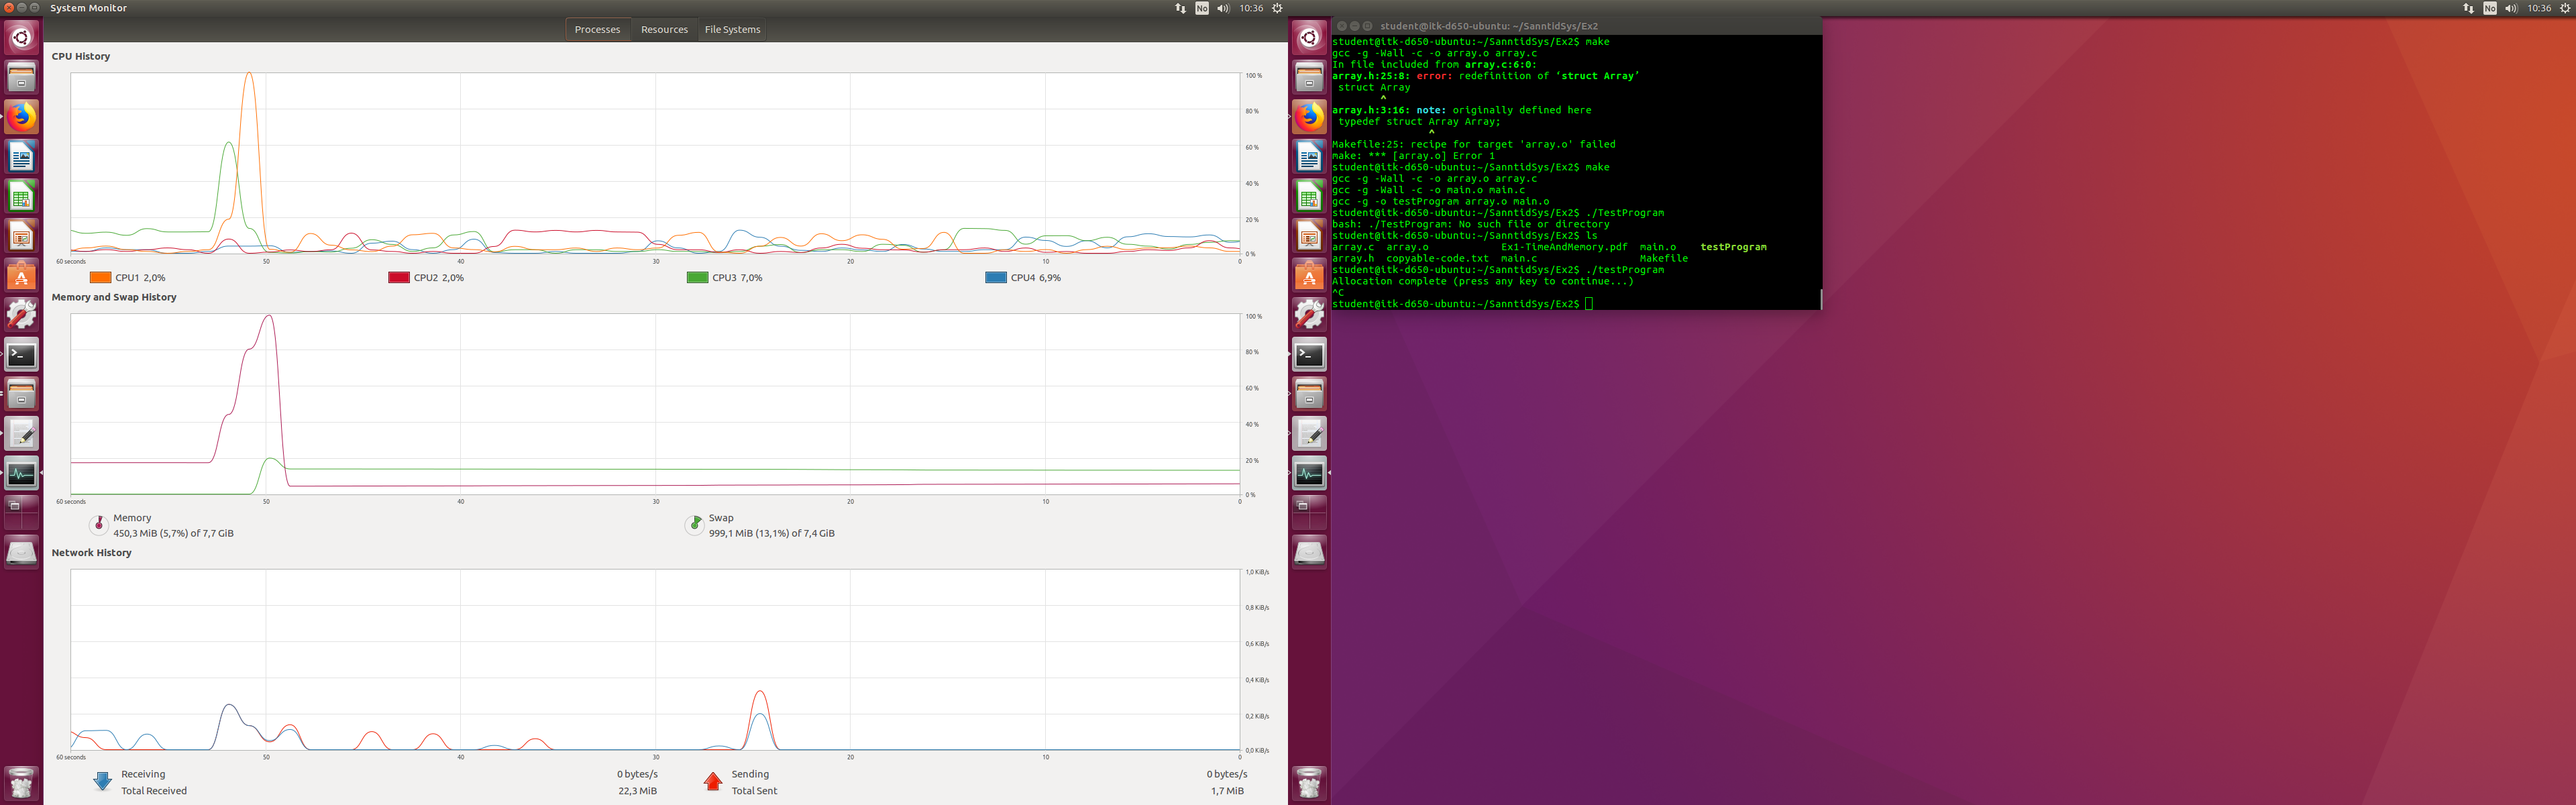 System Monitor
No
10:36
No
10:36
Processes
Resources
File Systems
CPU History
100 %
80 %
60 %
40 %
20 %
0 %
60 seconds
50
40
30
20
10
0
CPU1 2,0%
CPU2 2,0%
CPU3 7,0%
CPU4 6,9%
Memory and Swap History
100 %
80 %
60 %
40 %
20 %
0 %
60 seconds
50
40
30
20
10
0
Memory
450,3 MiB (5,7%) of 7,7 GiB
Swap
999,1 MiB (13,1%) of 7,4 GiB
Network History
1,0 KiB/s
0,8 KiB/s
0,6 KiB/s
0,4 KiB/s
0,2 KiB/s
0,0 KiB/s
60 seconds
50
40
30
20
10
0
Receiving
0 bytes/s
Total Received
22,3 MiB
Sending
0 bytes/s
Total Sent
1,7 MiB
student@itk-d650-ubuntu: ~/SanntidSys/Ex2
student@itk-d650-ubuntu:~/SanntidSys/Ex2$ make
gcc -g -Wall -c -o array.o array.c
In file included from array.c:6:0:
array.h:25:8: error: redefinition of ‘struct Array’
struct Array
^
array.h:3:16: note: originally defined here
typedef struct Array Array;
^
Makefile:25: recipe for target 'array.o' failed
make: *** [array.o] Error 1
student@itk-d650-ubuntu:~/SanntidSys/Ex2$ make
gcc -g -Wall -c -o array.o array.c
gcc -g -Wall -c -o main.o main.c
gcc -g -o testProgram array.o main.o
student@itk-d650-ubuntu:~/SanntidSys/Ex2$ ./TestProgram
bash: ./TestProgram: No such file or directory
student@itk-d650-ubuntu:~/SanntidSys/Ex2$ ls
array.c array.o Ex1-TimeAndMemory.pdf main.o testProgram
array.h copyable-code.txt main.c Makefile
student@itk-d650-ubuntu:~/SanntidSys/Ex2$ ./testProgram
Allocation complete (press any key to continue...)
^C
student@itk-d650-ubuntu:~/SanntidSys/Ex2$